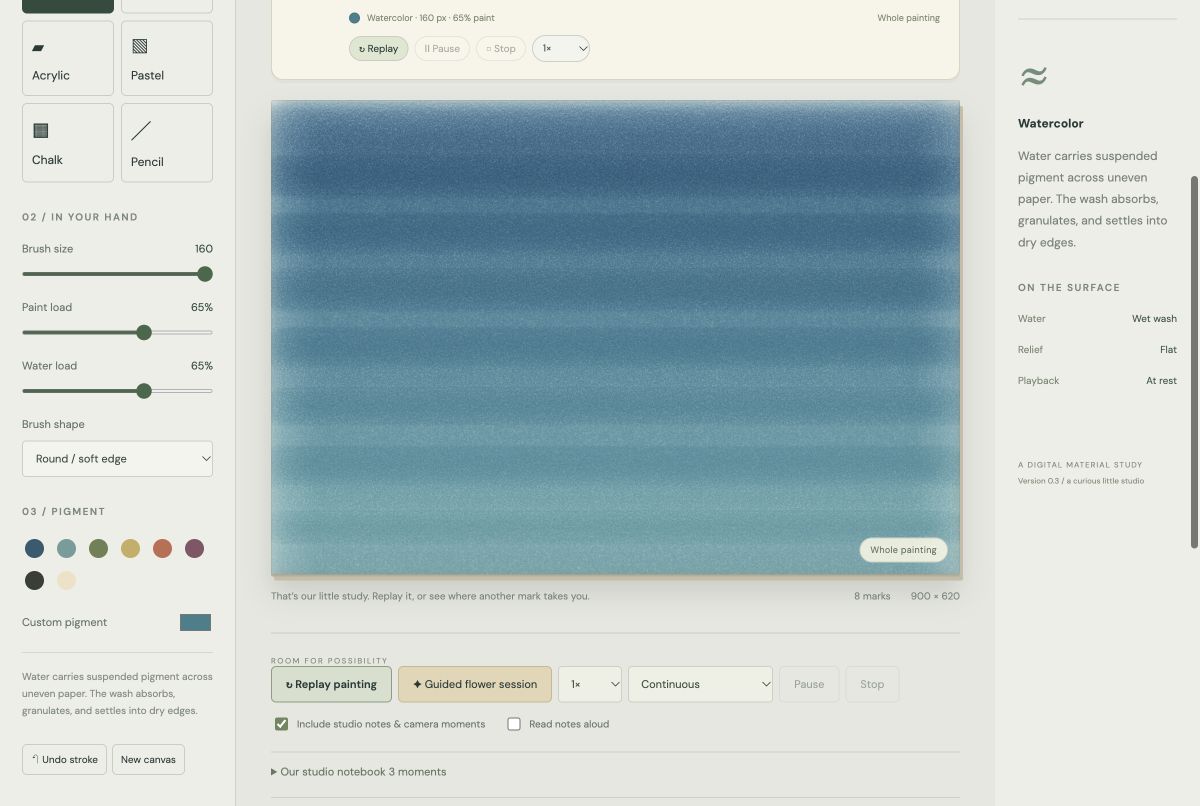 Acrylic
Pastel
Chalk
Pencil
02 / IN YOUR HAND
Brush size 160
Paint load 65%
Water load 65%
Brush shape
Round / soft edge
03 / PIGMENT
Custom pigment
Water carries suspended pigment across
uneven paper. The wash absorbs,
granulates, and settles into dry edges.
Undo stroke
New canvas
Watercolor · 160 px · 65% paint
Whole painting
↻ Replay
II Pause
Stop
1×
Whole painting
That's our little study. Replay it, or see where another mark takes you.
8 marks
900 × 620
ROOM FOR POSSIBILITY
↻ Replay painting
✦ Guided flower session
1×
Continuous
Pause
Stop
Include studio notes & camera moments
Read notes aloud
▶ Our studio notebook 3 moments
Watercolor
Water carries suspended
pigment across uneven
paper. The wash absorbs,
granulates, and settles into
dry edges.
ON THE SURFACE
Water Wet wash
Relief Flat
Playback At rest
A DIGITAL MATERIAL STUDY
Version 0.3 / a curious little studio